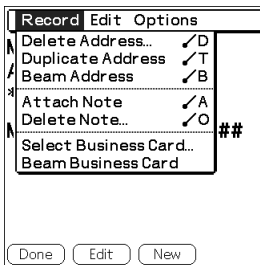 Record Edit Options
Delete Address... /D
Duplicate Address /T
Beam Address /B
Attach Note /A
Delete Note... /O
##
Select Business Card...
Beam Business Card
Done Edit New